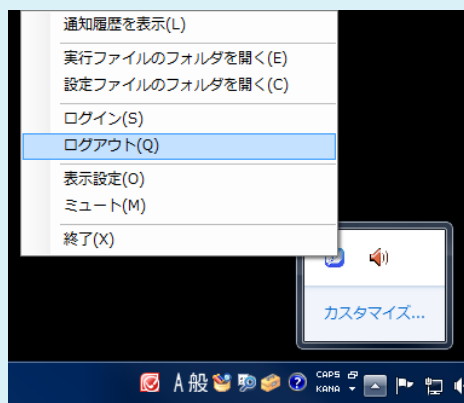 通知履歴を表示(L)
実行ファイルのフォルダを開く(E)
設定ファイルのフォルダを開く(C)
ログイン(S)
ログアウト(Q)
表示設定(O)
ミュート(M)
終了(X)
カスタマイズ...
A 般 CAPS
KANA